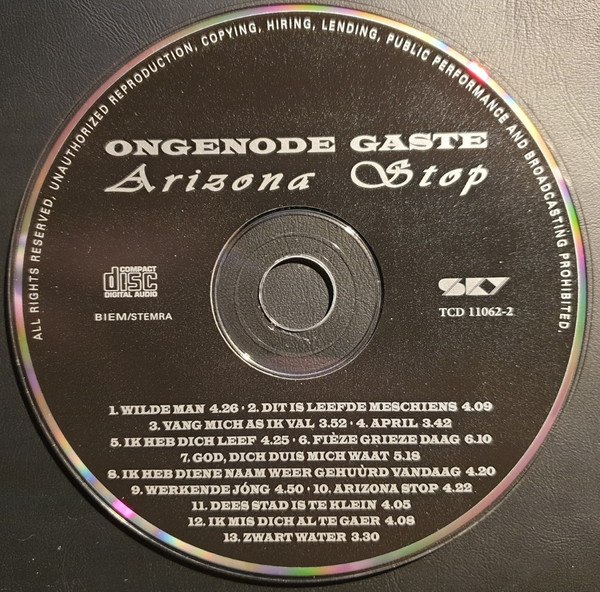 ALL RIGHTS RESERVED, UNAUTHORIZED REPRODUCTION, COPYING, HIRING, LENDING, PUBLIC PERFORMANCE AND BROADCASTING PROHIBITED.
ONGENODE GASTE
Arizona Stop
COMPACT
disc
DIGITAL AUDIO
BIEM/STEMRA
SKY
TCD 11062-2
1. WILDE MAN 4.26 · 2. DIT IS LEEFDE MESCHIENS 4.09
3. VANG MICH AS IK VAL 3.52 · 4. APRIL 3.42
5. IK HEB DICH LEEF 4.25 · 6. FIÈZE GRIEZE DAAG 6.10
7. GOD, DICH DUIS MICH WAAT 5.18
8. IK HEB DIENE NAAM WEER GEHUÙRD VANDAAG 4.20
9. WERKENDE JÓNG 4.50 · 10. ARIZONA STOP 4.22
11. DEES STAD IS TE KLEIN 4.05
12. IK MIS DICH AL TE GAER 4.08
13. ZWART WATER 3.30